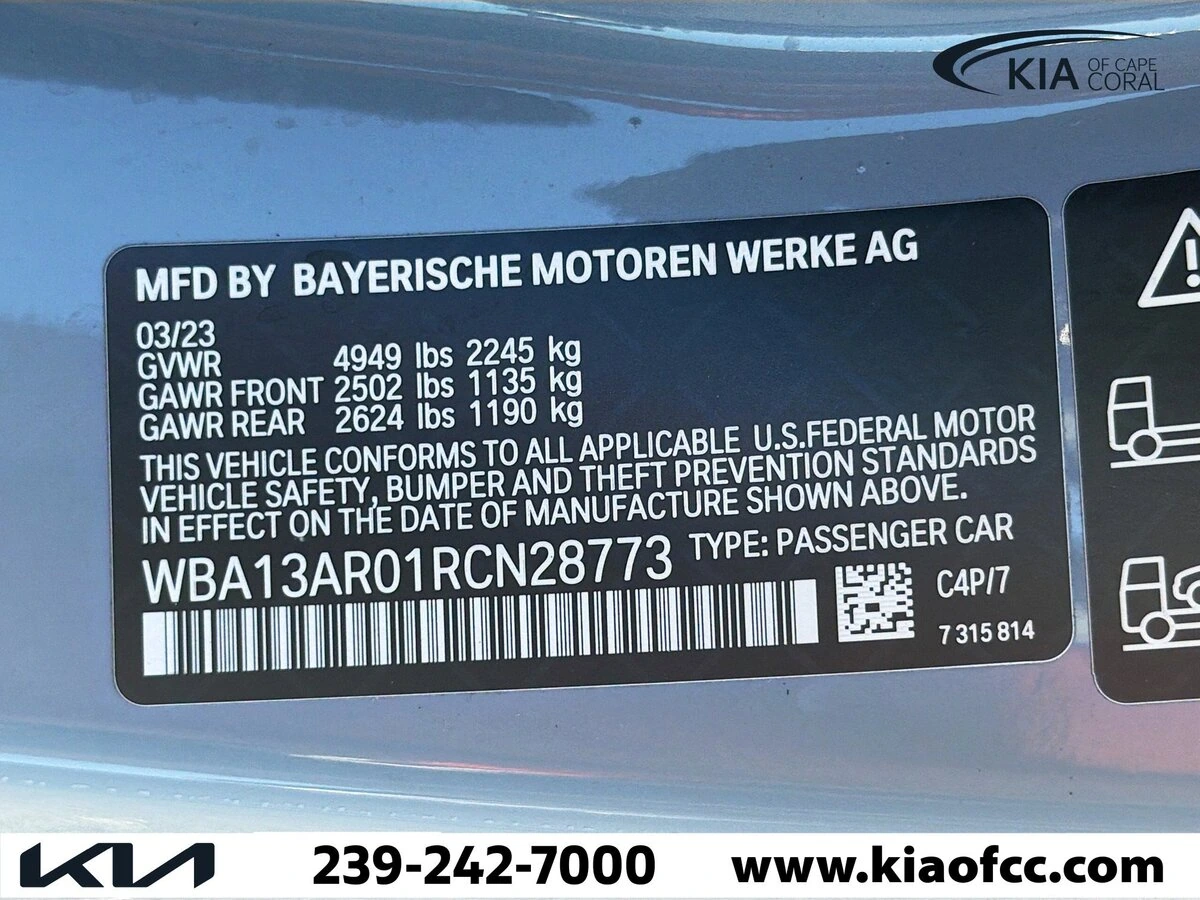 KIA OF CAPE CORAL
MFD BY BAYERISCHE MOTOREN WERKE AG
03/23
GVWR 4949 lbs 2245 kg
GAWR FRONT 2502 lbs 1135 kg
GAWR REAR 2624 lbs 1190 kg
THIS VEHICLE CONFORMS TO ALL APPLICABLE U.S.FEDERAL MOTOR
VEHICLE SAFETY, BUMPER AND THEFT PREVENTION STANDARDS
IN EFFECT ON THE DATE OF MANUFACTURE SHOWN ABOVE.
WBA13AR01RCN28773 TYPE: PASSENGER CAR
C4P/7
7 315 814
KIA 239-242-7000 www.kiaofcc.com